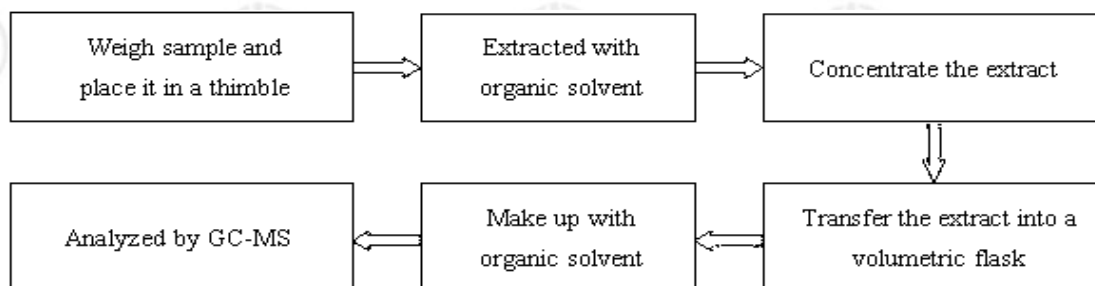 Weigh sample and
place it in a thimble
Extracted with
organic solvent
Concentrate the extract
Transfer the extract into a
volumetric flask
Make up with
organic solvent
Analyzed by GC-MS